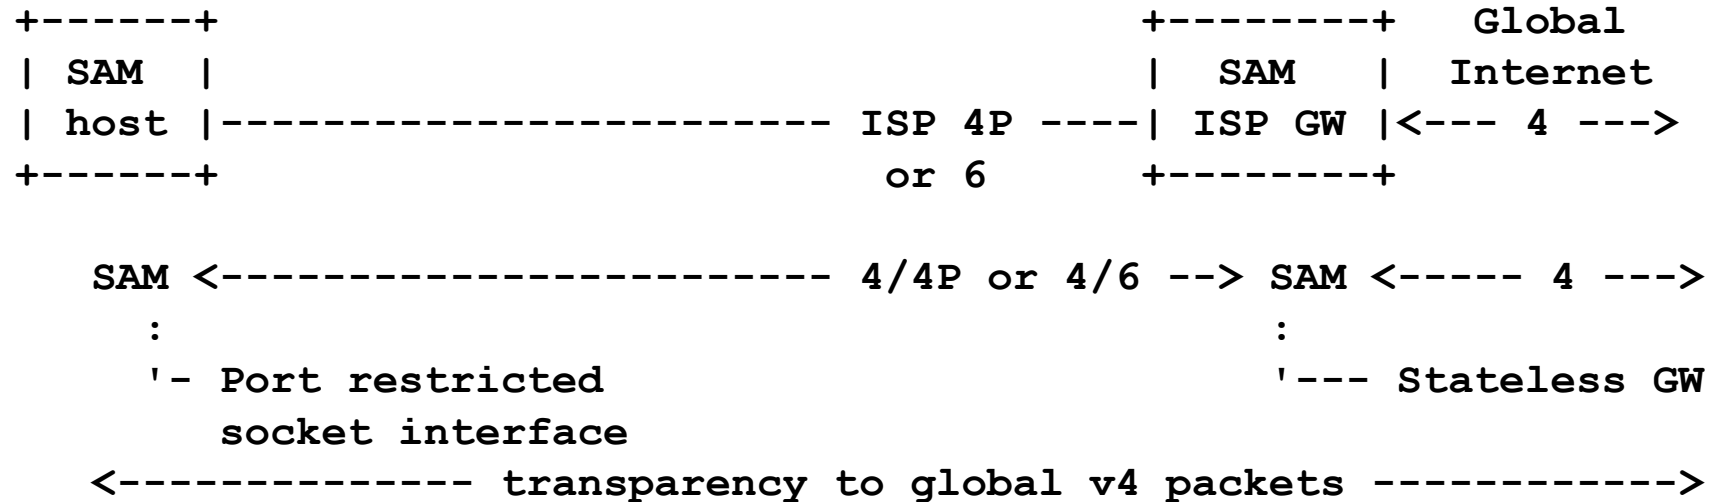 +------+                                    +--------+   Global
| SAM  |                                    |  SAM   |  Internet
| host |------------------------ ISP 4P ----| ISP GW |<--- 4 --->
+------+                          or 6      +--------+
   SAM <------------------------ 4/4P or 4/6 --> SAM <----- 4 --->
     :                                           :
     '- Port restricted                          '--- Stateless GW
        socket interface
   <-------------- transparency to global v4 packets ------------>